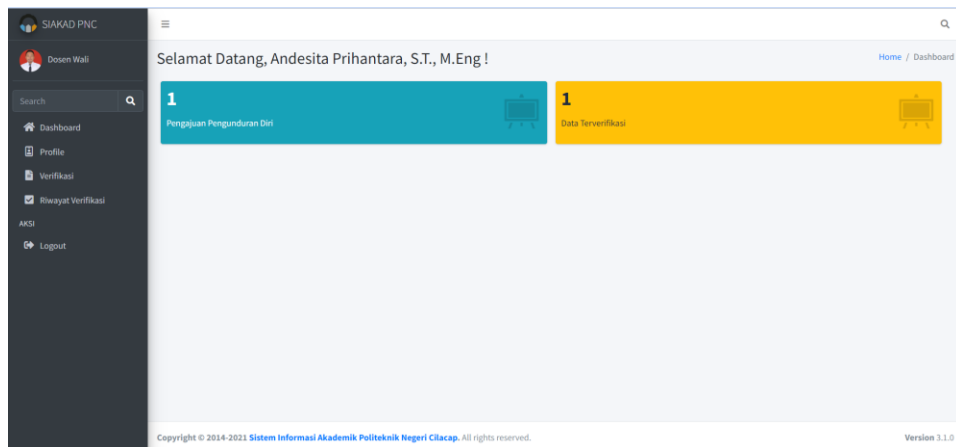 SIAKAD PNC
Dosen Wali
Search
Dashboard
Profile
Verifikasi
Riwayat Verifikasi
AKSI
Logout
Selamat Datang, Andesita Prihantara, S.T., M.Eng !
Home / Dashboard
1
Pengajuan Pengunduran Diri
1
Data Terverifikasi
Copyright © 2014-2021 Sistem Informasi Akademik Politeknik Negeri Cilacap. All rights reserved.
Version 3.1.0